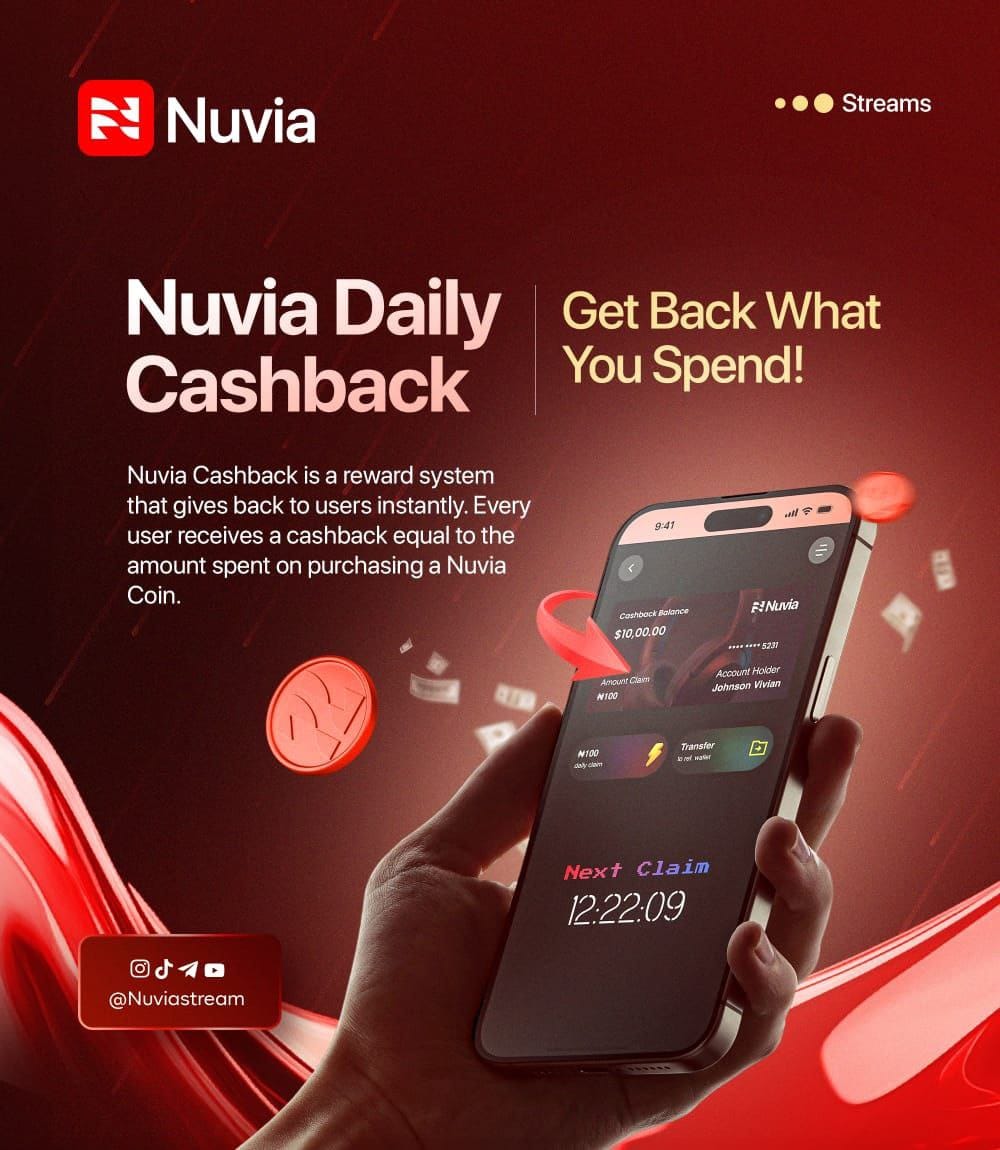 Nuvia
Streams
Nuvia Daily
Cashback
Get Back What
You Spend!
Nuvia Cashback is a reward system
that gives back to users instantly. Every
user receives a cashback equal to the
amount spent on purchasing a Nuvia
Coin.
9:41
Nuvia
Cashback Balance
$10,00.00
•••• •••• 5231
Amount Claim
₦100
Account Holder
Johnson Vivian
₦100
daily claim
Transfer
to ref. wallet
Next Claim
12:22:09
@Nuviastream